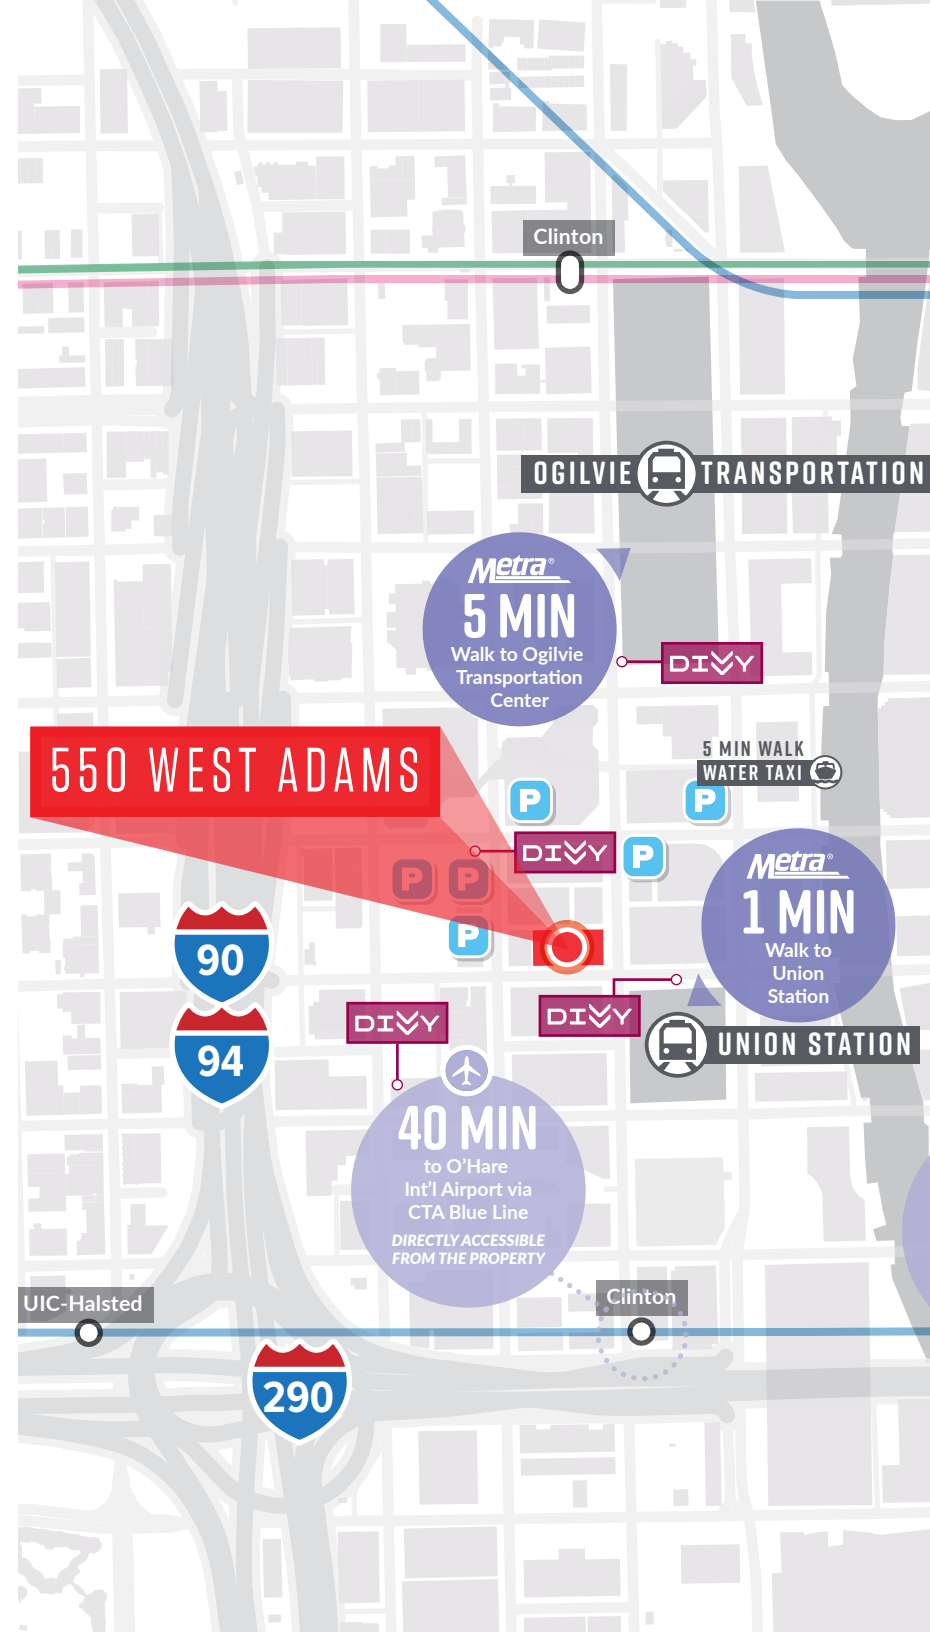 Clinton
OGILVIE TRANSPORTATION
Metra®
5 MIN
Walk to Ogilvie
Transportation
Center
DIVVY
550 WEST ADAMS
5 MIN WALK
WATER TAXI
P
P
DIVVY
P
P
P
P
Metra®
1 MIN
Walk to
Union
Station
90
DIVVY
DIVVY
UNION STATION
94
40 MIN
to O'Hare
Int'l Airport via
CTA Blue Line
DIRECTLY ACCESSIBLE
FROM THE PROPERTY
UIC-Halsted
Clinton
290